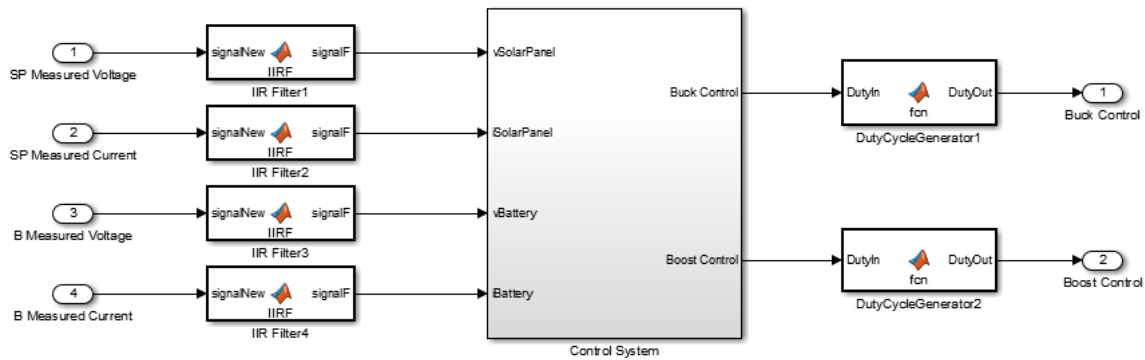 1
SP Measured Voltage
signalNew
signalF
IIRF
IIR Filter1
2
SP Measured Current
signalNew
signalF
IIRF
IIR Filter2
3
B Measured Voltage
signalNew
signalF
IIRF
IIR Filter3
4
B Measured Current
signalNew
signalF
IIRF
IIR Filter4
vSolarPanel
iSolarPanel
vBattery
iBattery
Buck Control
Boost Control
Control System
DutyIn
DutyOut
fcn
DutyCycleGenerator1
1
Buck Control
DutyIn
DutyOut
fcn
DutyCycleGenerator2
2
Boost Control